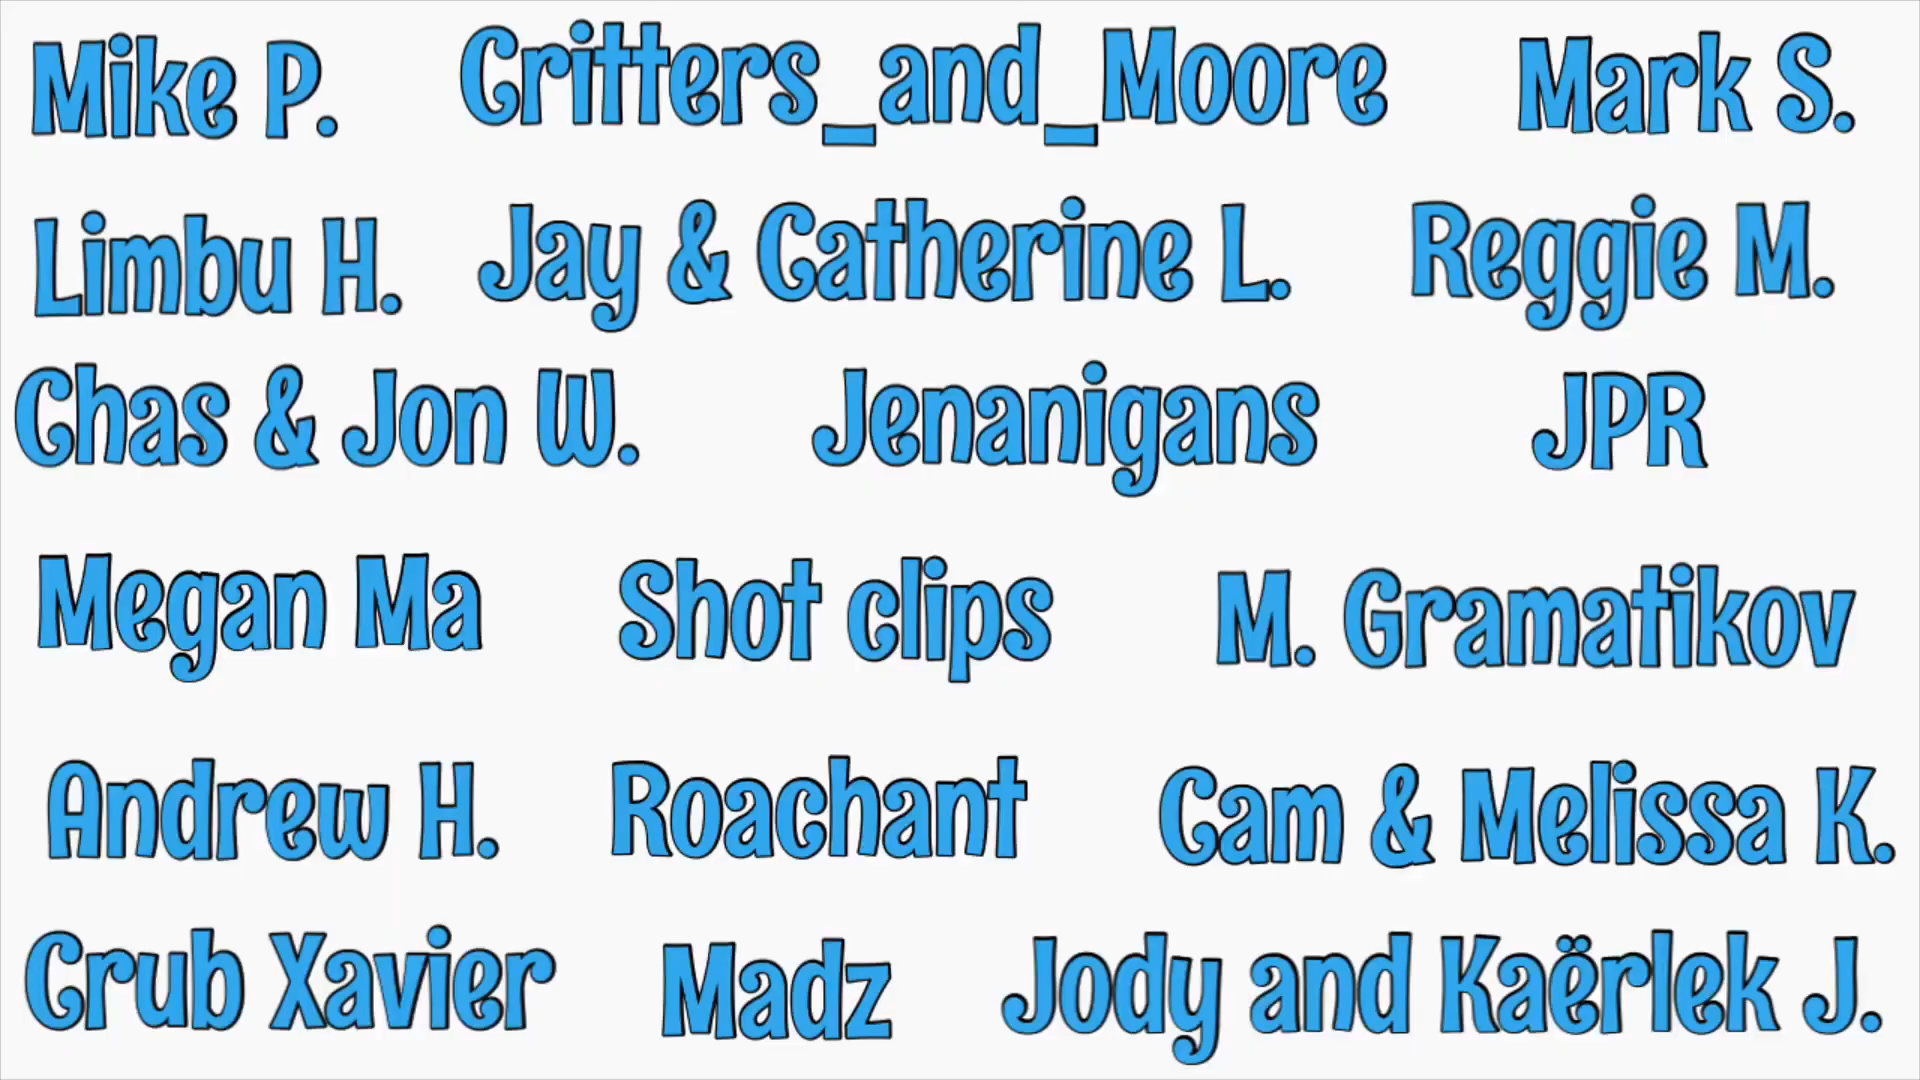 Mike P. Critters_and_Moore Mark S.
Limbu H. Jay & Catherine L. Reggie M.
Chas & Jon W. Jenanigans JPR
Megan Ma Shot clips M. Gramatikov
Andrew H. Roachant Cam & Melissa K.
Crub Xavier Madz Jody and Kaërlek J.